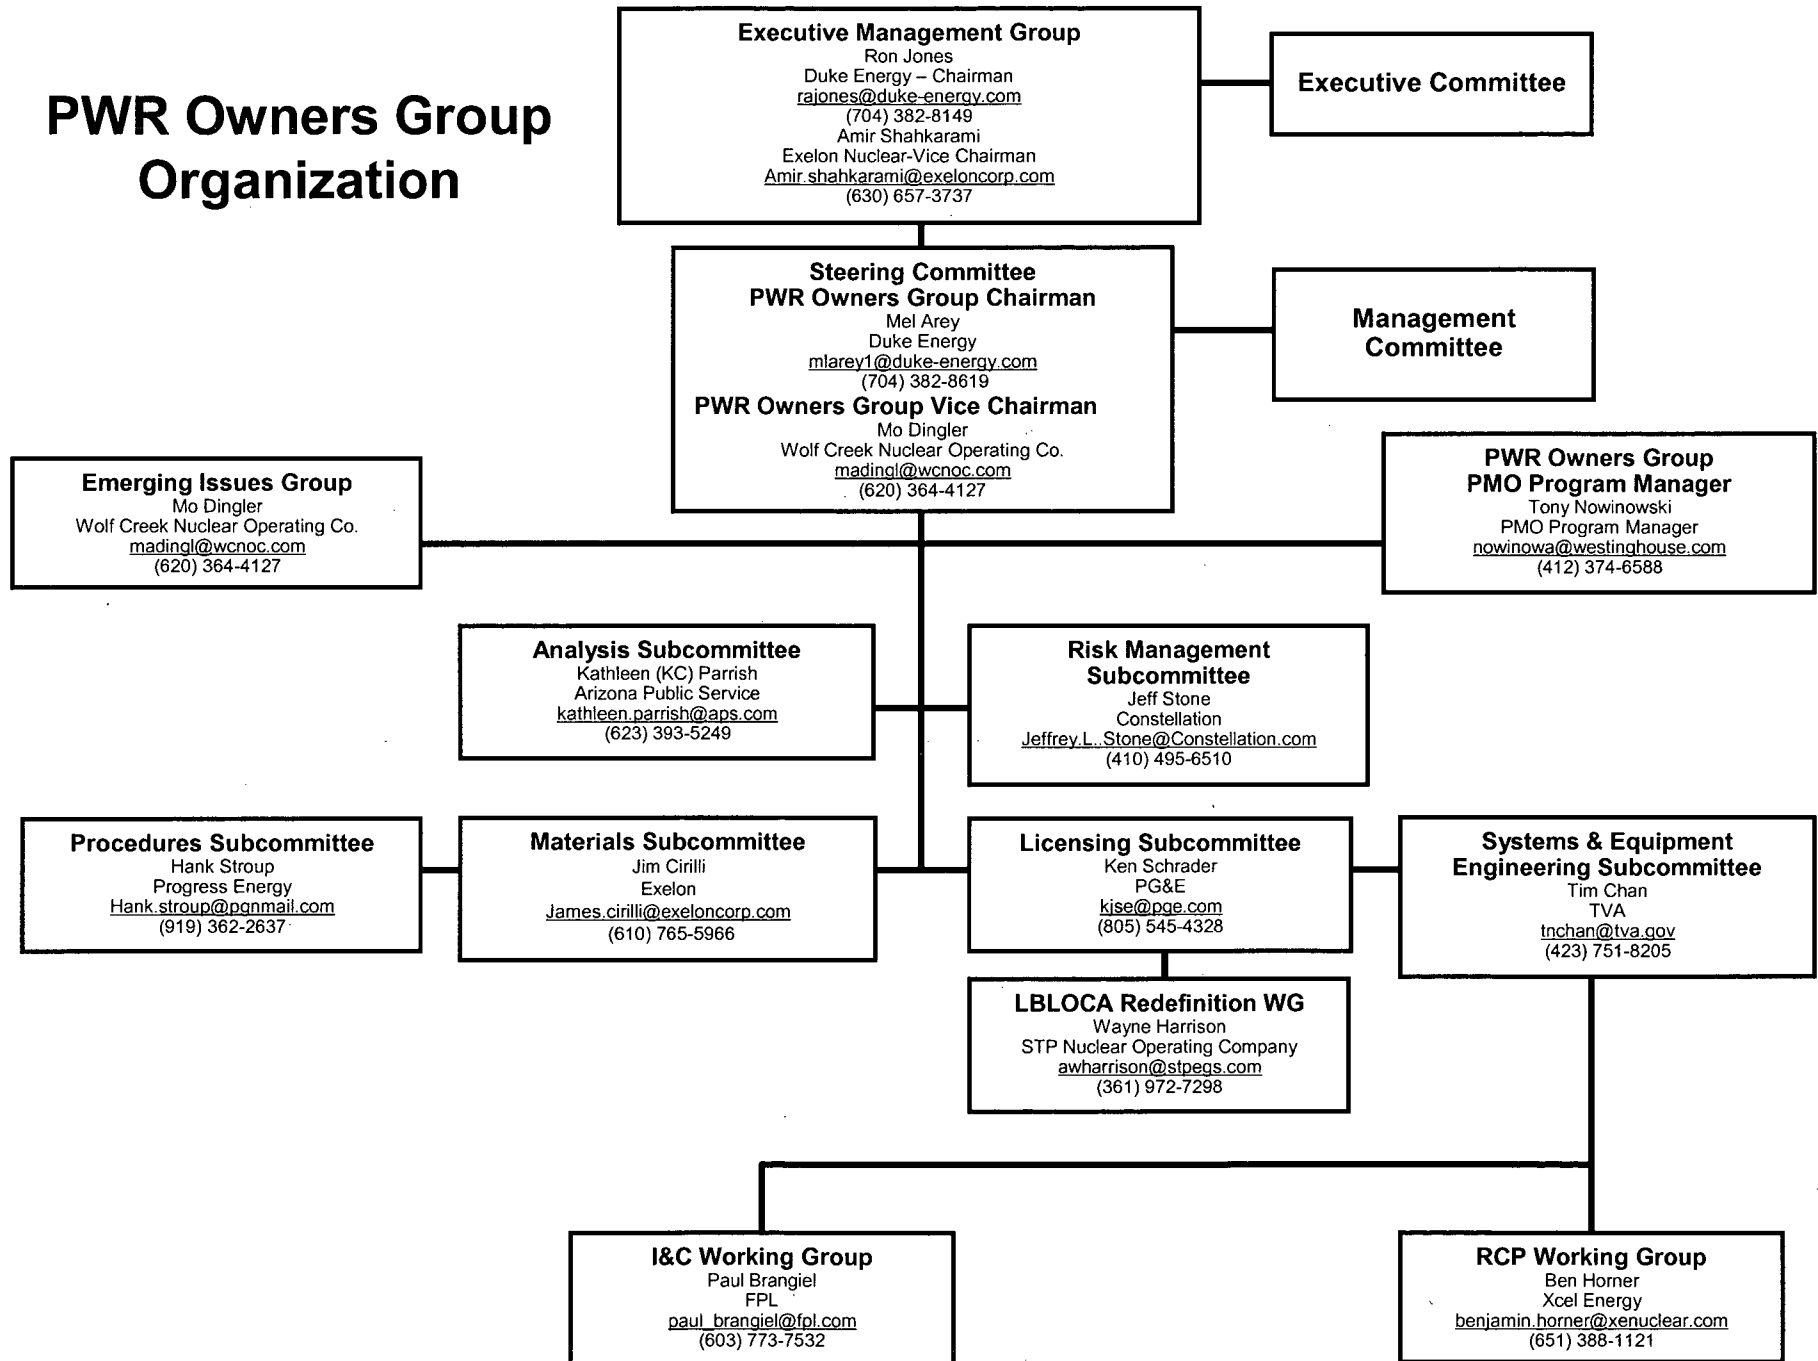 PWR Owners Group
Organization
Executive Management Group
Ron Jones
Duke Energy – Chairman
rajones@duke-energy.com
(704) 382-8149
Amir Shahkarami
Exelon Nuclear-Vice Chairman
Amir.shahkarami@exeloncorp.com
(630) 657-3737
Executive Committee
Steering Committee
PWR Owners Group Chairman
Mel Arey
Duke Energy
mlarey1@duke-energy.com
(704) 382-8619
PWR Owners Group Vice Chairman
Mo Dingler
Wolf Creek Nuclear Operating Co.
madingl@wcnoc.com
(620) 364-4127
Management
Committee
Emerging Issues Group
Mo Dingler
Wolf Creek Nuclear Operating Co.
madingl@wcnoc.com
(620) 364-4127
PWR Owners Group
PMO Program Manager
Tony Nowinowski
PMO Program Manager
nowinowa@westinghouse.com
(412) 374-6588
Analysis Subcommittee
Kathleen (KC) Parrish
Arizona Public Service
kathleen.parrish@aps.com
(623) 393-5249
Risk Management
Subcommittee
Jeff Stone
Constellation
Jeffrey.L..Stone@Constellation.com
(410) 495-6510
Procedures Subcommittee
Hank Stroup
Progress Energy
Hank.stroup@pgnmail.com
(919) 362-2637
Materials Subcommittee
Jim Cirilli
Exelon
James.cirilli@exeloncorp.com
(610) 765-5966
Licensing Subcommittee
Ken Schrader
PG&E
kjse@pge.com
(805) 545-4328
Systems & Equipment
Engineering Subcommittee
Tim Chan
TVA
tnchan@tva.gov
(423) 751-8205
LBLOCA Redefinition WG
Wayne Harrison
STP Nuclear Operating Company
awharrison@stpegs.com
(361) 972-7298
I&C Working Group
Paul Brangiel
FPL
paul_brangiel@fpl.com
(603) 773-7532
RCP Working Group
Ben Horner
Xcel Energy
benjamin.horner@xenuclear.com
(651) 388-1121